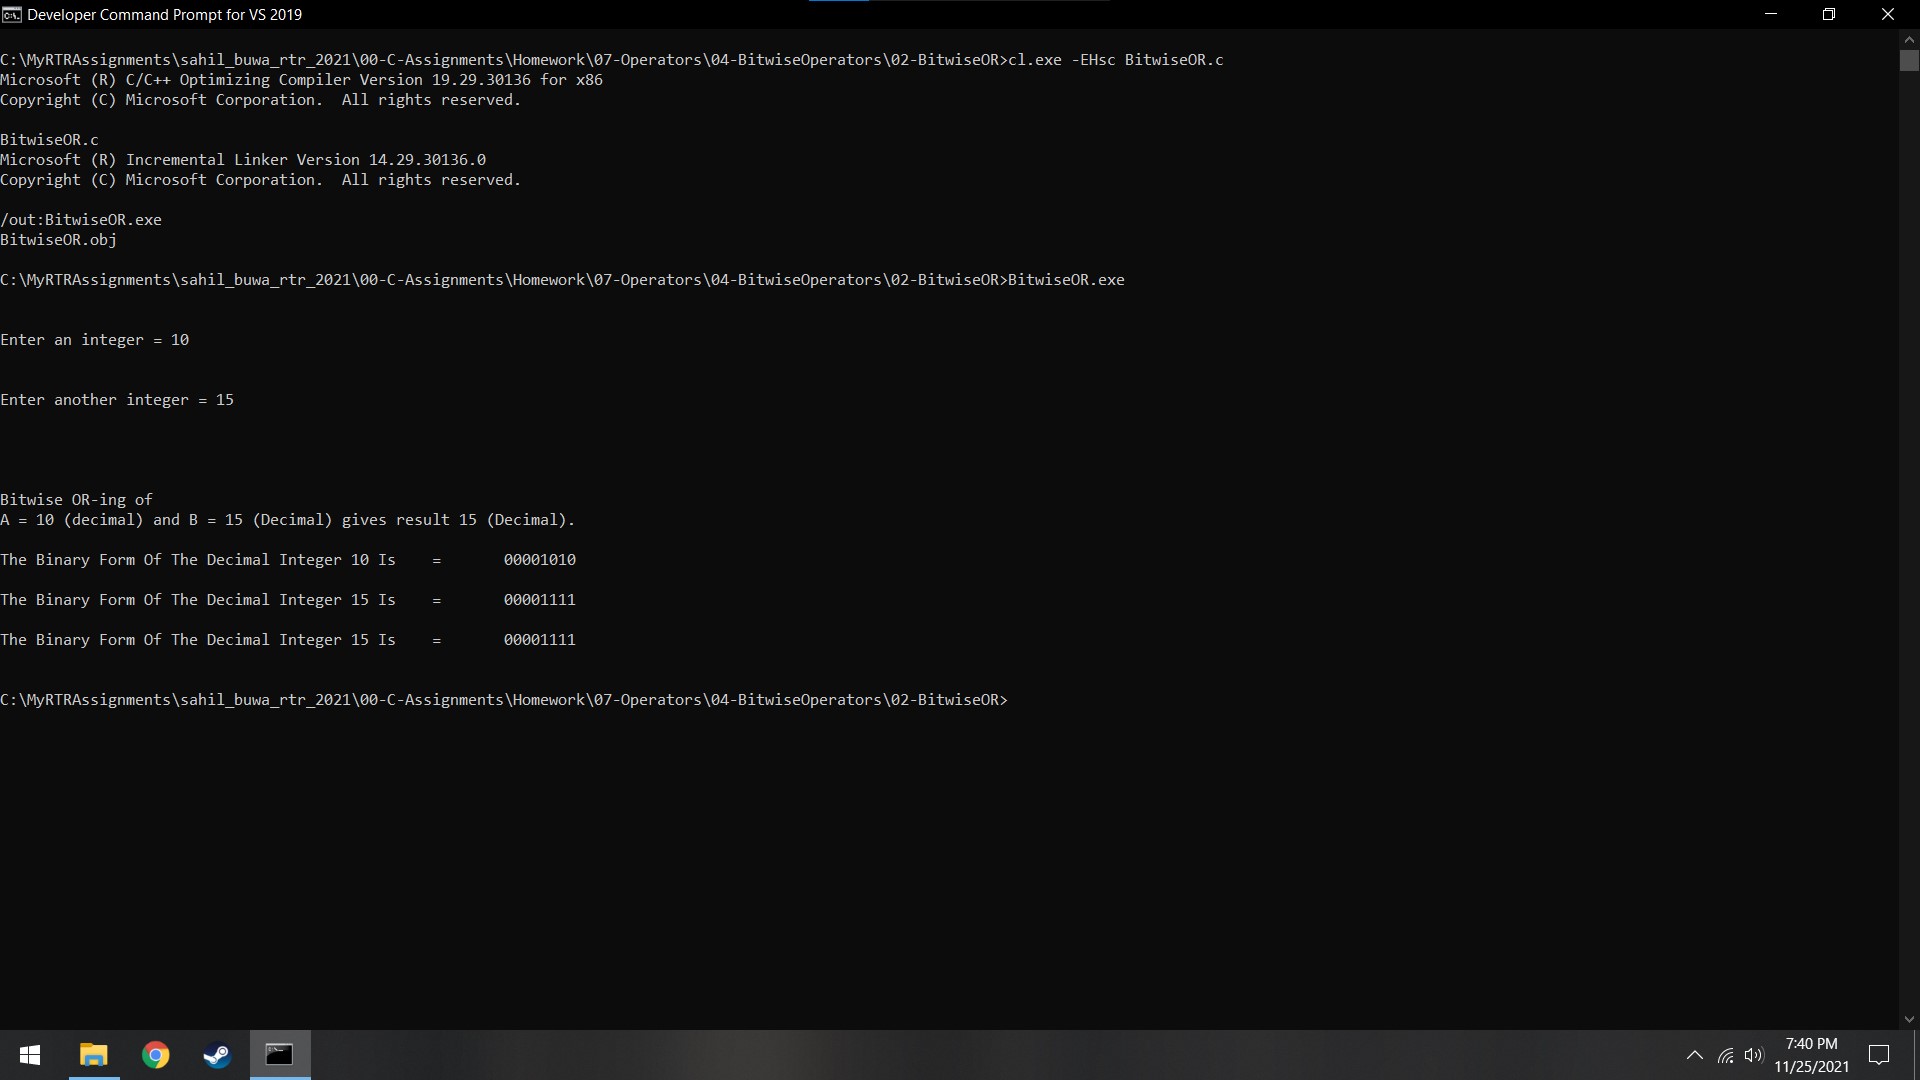 Developer Command Prompt for VS 2019
C:\MyRTRAssignments\sahil_buwa_rtr_2021\00-C-Assignments\Homework\07-Operators\04-BitwiseOperators\02-BitwiseOR>cl.exe -EHsc BitwiseOR.c
Microsoft (R) C/C++ Optimizing Compiler Version 19.29.30136 for x86
Copyright (C) Microsoft Corporation.  All rights reserved.
BitwiseOR.c
Microsoft (R) Incremental Linker Version 14.29.30136.0
Copyright (C) Microsoft Corporation.  All rights reserved.
/out:BitwiseOR.exe
BitwiseOR.obj
C:\MyRTRAssignments\sahil_buwa_rtr_2021\00-C-Assignments\Homework\07-Operators\04-BitwiseOperators\02-BitwiseOR>BitwiseOR.exe
Enter an integer = 10
Enter another integer = 15
Bitwise OR-ing of
A = 10 (decimal) and B = 15 (Decimal) gives result 15 (Decimal).
The Binary Form Of The Decimal Integer 10 Is    =       00001010
The Binary Form Of The Decimal Integer 15 Is    =       00001111
The Binary Form Of The Decimal Integer 15 Is    =       00001111
C:\MyRTRAssignments\sahil_buwa_rtr_2021\00-C-Assignments\Homework\07-Operators\04-BitwiseOperators\02-BitwiseOR>
7:40 PM
11/25/2021